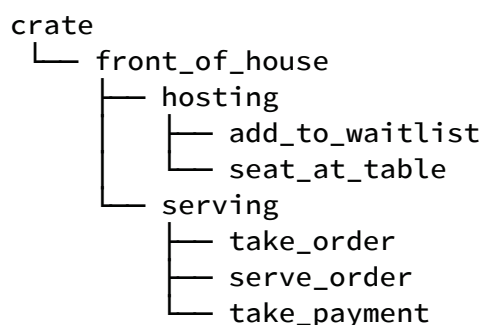 crate
└── front_of_house
    ├── hosting
    │   ├── add_to_waitlist
    │   └── seat_at_table
    └── serving
        ├── take_order
        ├── serve_order
        └── take_payment